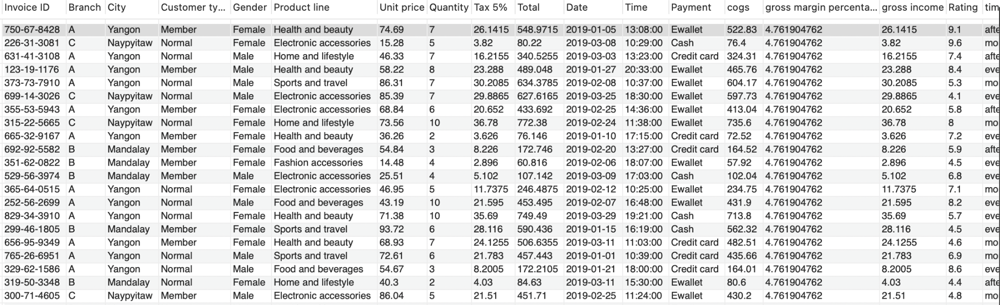 Invoice ID Branch City Customer ty... Gender Product line Unit price Quantity Tax 5% Total Date Time Payment cogs gross margin percenta... gross income Rating tim
750-67-8428 A Yangon Member Female Health and beauty 74.69 7 26.1415 548.9715 2019-01-05 13:08:00 Ewallet 522.83 4.761904762 26.1415 9.1 afte
226-31-3081 C Naypyitaw Normal Female Electronic accessories 15.28 5 3.82 80.22 2019-03-08 10:29:00 Cash 76.4 4.761904762 3.82 9.6 mo
631-41-3108 A Yangon Normal Male Home and lifestyle 46.33 7 16.2155 340.5255 2019-03-03 13:23:00 Credit card 324.31 4.761904762 16.2155 7.4 afte
123-19-1176 A Yangon Member Male Health and beauty 58.22 8 23.288 489.048 2019-01-27 20:33:00 Ewallet 465.76 4.761904762 23.288 8.4 eve
373-73-7910 A Yangon Normal Male Sports and travel 86.31 7 30.2085 634.3785 2019-02-08 10:37:00 Ewallet 604.17 4.761904762 30.2085 5.3 mo
699-14-3026 C Naypyitaw Normal Male Electronic accessories 85.39 7 29.8865 627.6165 2019-03-25 18:30:00 Ewallet 597.73 4.761904762 29.8865 4.1 eve
355-53-5943 A Yangon Member Female Electronic accessories 68.84 6 20.652 433.692 2019-02-25 14:36:00 Ewallet 413.04 4.761904762 20.652 5.8 afte
315-22-5665 C Naypyitaw Normal Female Home and lifestyle 73.56 10 36.78 772.38 2019-02-24 11:38:00 Ewallet 735.6 4.761904762 36.78 8 mo
665-32-9167 A Yangon Member Female Health and beauty 36.26 2 3.626 76.146 2019-01-10 17:15:00 Credit card 72.52 4.761904762 3.626 7.2 eve
692-92-5582 B Mandalay Member Female Food and beverages 54.84 3 8.226 172.746 2019-02-20 13:27:00 Credit card 164.52 4.761904762 8.226 5.9 afte
351-62-0822 B Mandalay Member Female Fashion accessories 14.48 4 2.896 60.816 2019-02-06 18:07:00 Ewallet 57.92 4.761904762 2.896 4.5 eve
529-56-3974 B Mandalay Member Male Electronic accessories 25.51 4 5.102 107.142 2019-03-09 17:03:00 Cash 102.04 4.761904762 5.102 6.8 eve
365-64-0515 A Yangon Normal Female Electronic accessories 46.95 5 11.7375 246.4875 2019-02-12 10:25:00 Ewallet 234.75 4.761904762 11.7375 7.1 mo
252-56-2699 A Yangon Normal Male Food and beverages 43.19 10 21.595 453.495 2019-02-07 16:48:00 Ewallet 431.9 4.761904762 21.595 8.2 eve
829-34-3910 A Yangon Normal Female Health and beauty 71.38 10 35.69 749.49 2019-03-29 19:21:00 Cash 713.8 4.761904762 35.69 5.7 eve
299-46-1805 B Mandalay Member Female Sports and travel 93.72 6 28.116 590.436 2019-01-15 16:19:00 Cash 562.32 4.761904762 28.116 4.5 eve
656-95-9349 A Yangon Member Female Health and beauty 68.93 7 24.1255 506.6355 2019-03-11 11:03:00 Credit card 482.51 4.761904762 24.1255 4.6 mo
765-26-6951 A Yangon Normal Male Sports and travel 72.61 6 21.783 457.443 2019-01-01 10:39:00 Credit card 435.66 4.761904762 21.783 6.9 mo
329-62-1586 A Yangon Normal Male Food and beverages 54.67 3 8.2005 172.2105 2019-01-21 18:00:00 Credit card 164.01 4.761904762 8.2005 8.6 eve
319-50-3348 B Mandalay Normal Female Home and lifestyle 40.3 2 4.03 84.63 2019-03-11 15:30:00 Ewallet 80.6 4.761904762 4.03 4.4 afte
300-71-4605 C Naypyitaw Member Male Electronic accessories 86.04 5 21.51 451.71 2019-02-25 11:24:00 Ewallet 430.2 4.761904762 21.51 4.8 mo